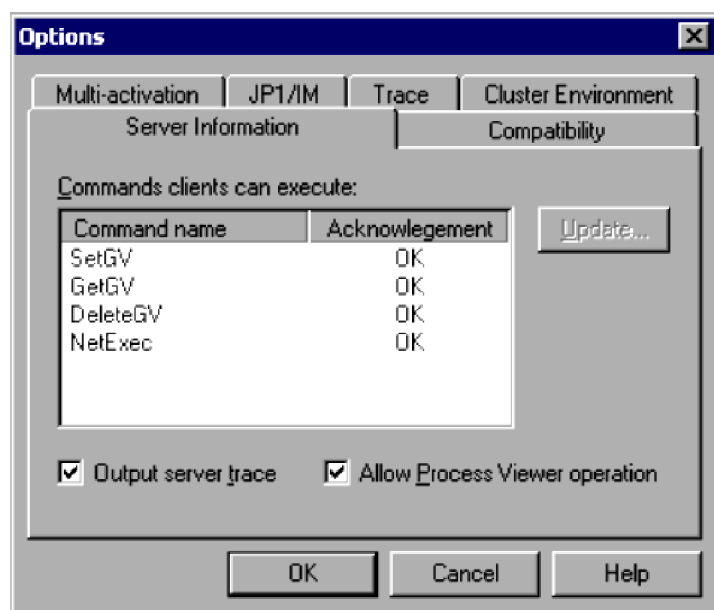 Options
Multi-activation JP1/IM Trace Cluster Environment
Server Information Compatibility
Commands clients can execute:
Command name Acknowlegement Update...
SetGV OK
GetGV OK
DeleteGV OK
NetExec OK
Output server trace Allow Process Viewer operation
OK Cancel Help